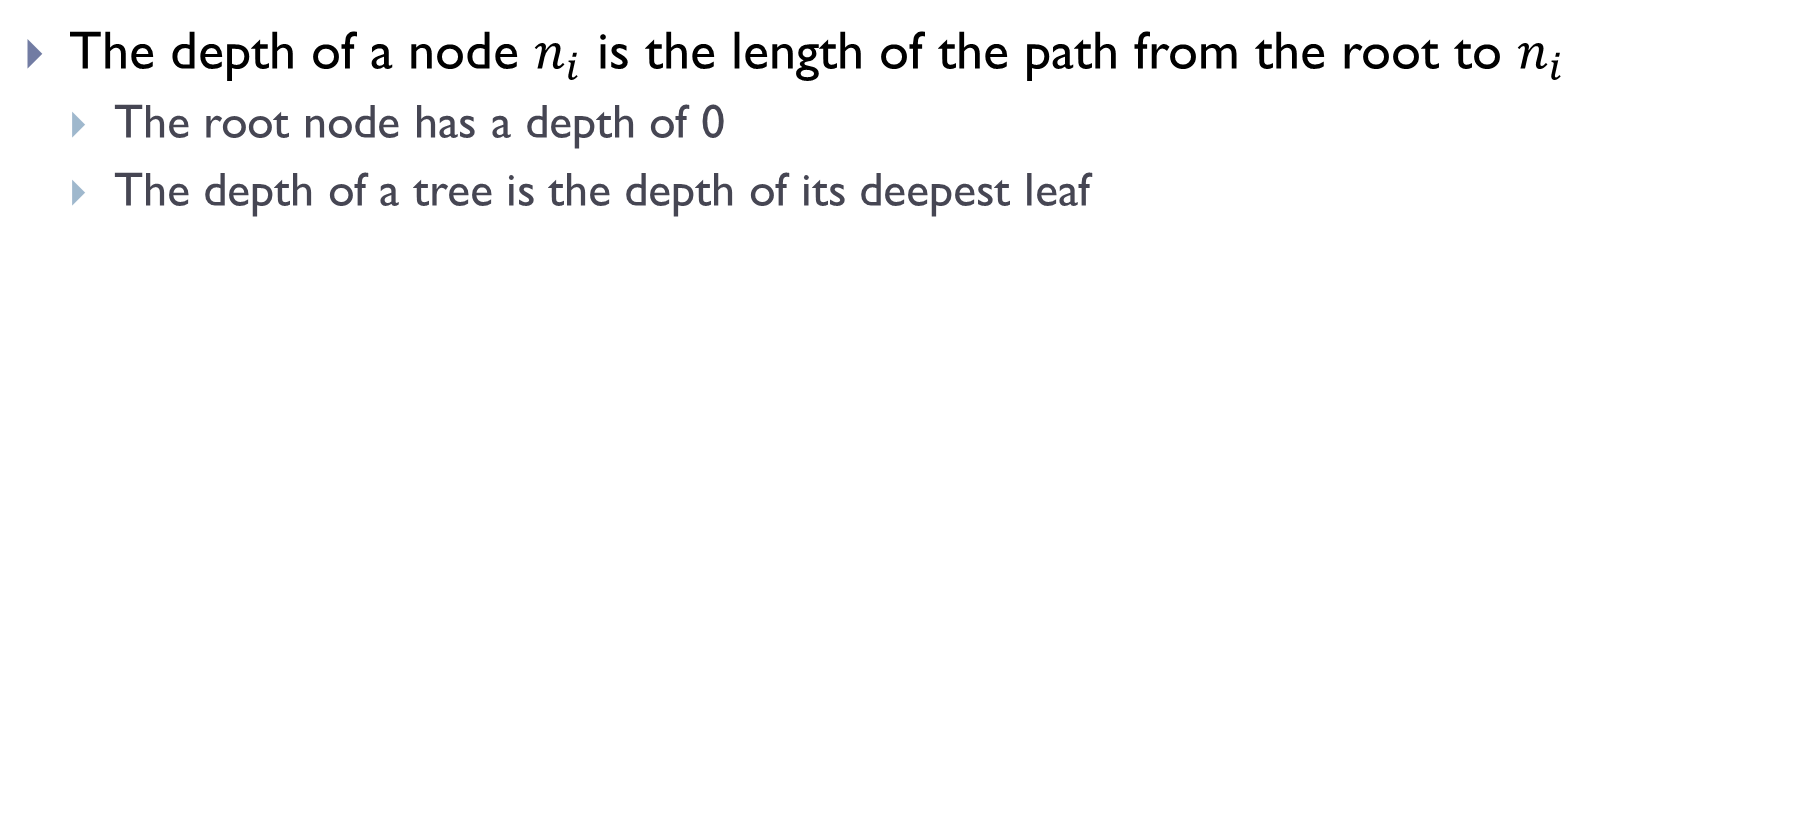 The depth of a node nᵢ is the length of the path from the root to nᵢ
The root node has a depth of 0
The depth of a tree is the depth of its deepest leaf